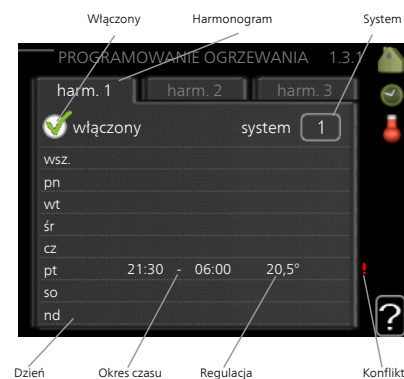 Włączony Harmonogram System
PROGRAMOWANIE OGRZEWANIA 1.3.1
harm. 1 harm. 2 harm. 3
włączony system 1
wsz.
pn
wt
śr
cz
pt 21:30 - 06:00 20,5° !
so
nd
?
Dzień Okres czasu Regulacja Konflikt